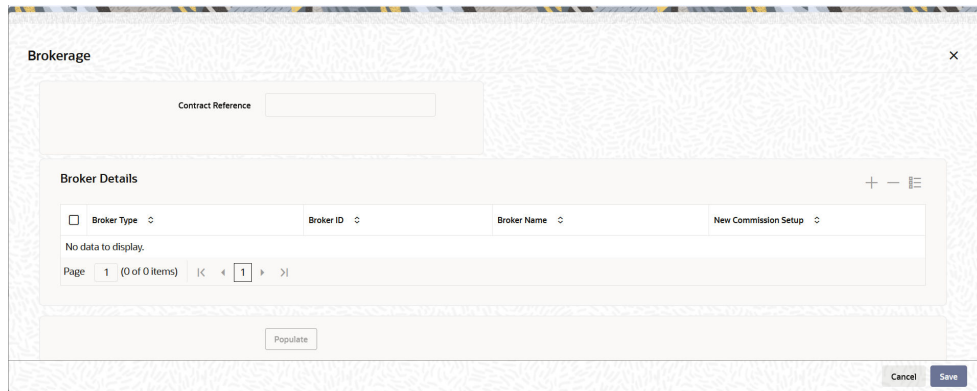 Brokerage
Contract Reference
Broker Details
Broker Type Broker ID Broker Name New Commission Setup
No data to display.
Page 1 (0 of 0 items) 1
Populate
Cancel Save